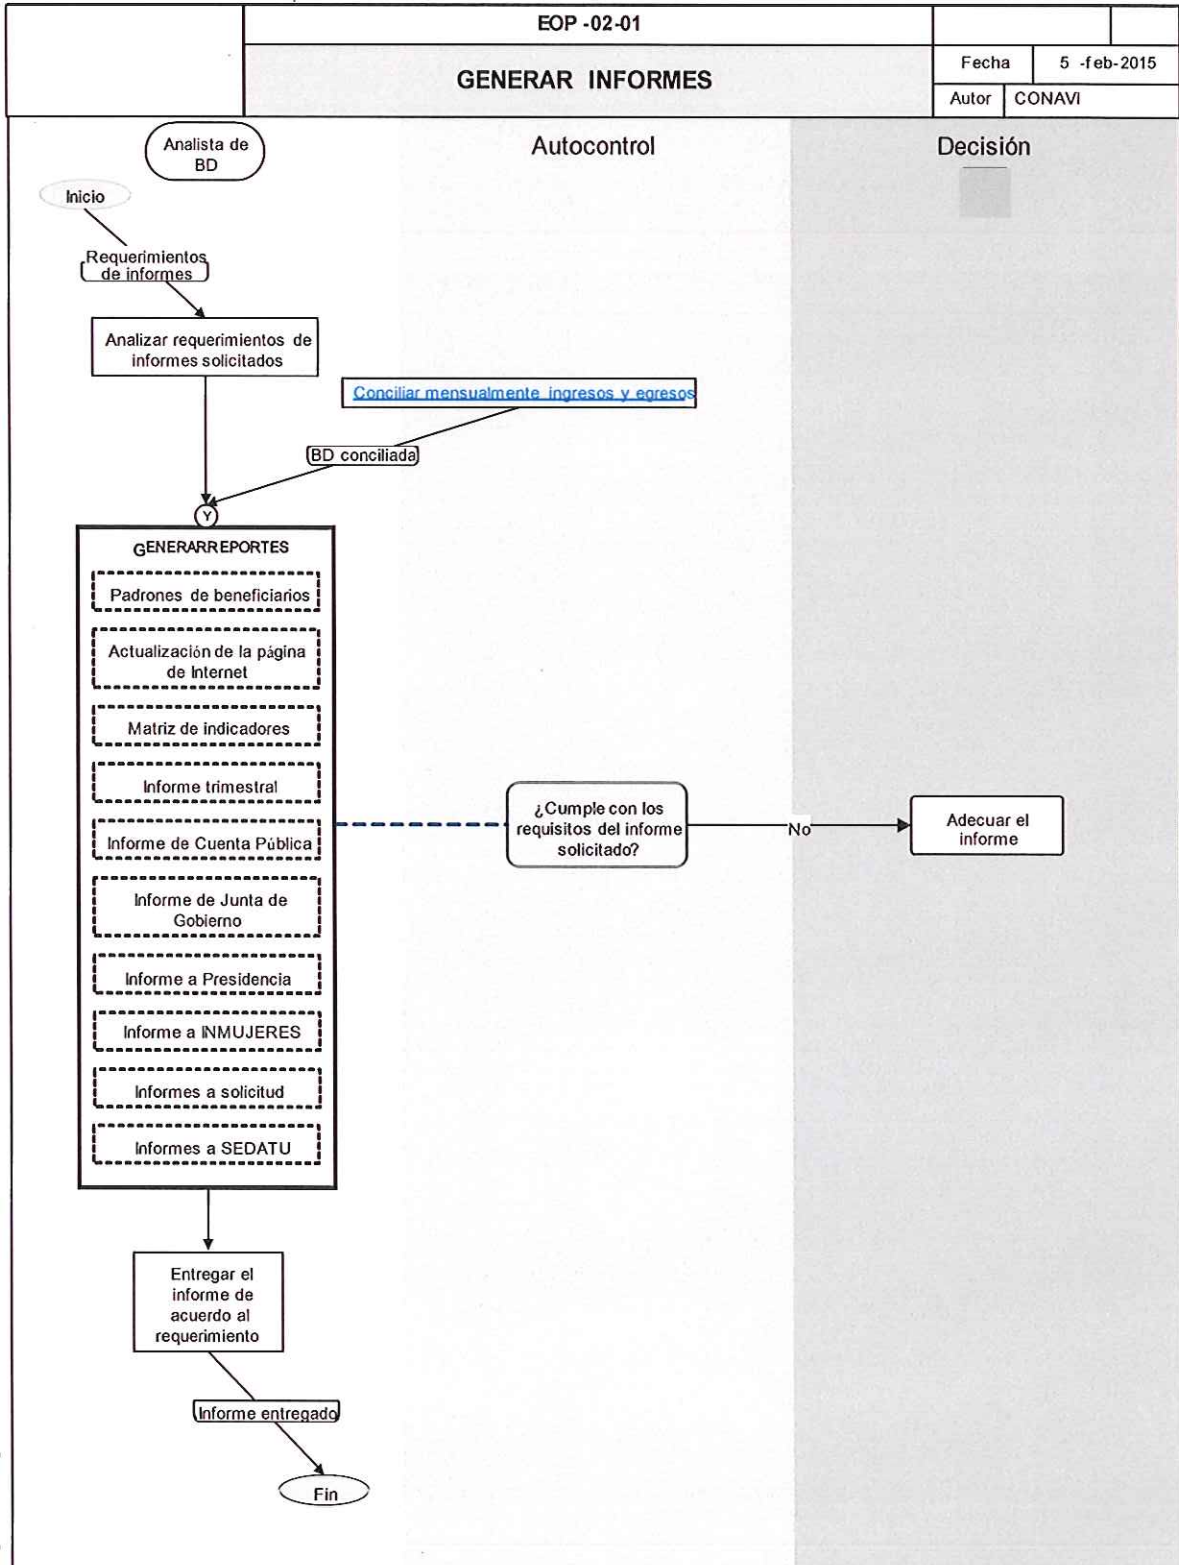 EOP -02-01
GENERAR INFORMES
Fecha
5 -feb-2015
Autor
CONAVI
Analista de
BD
Autocontrol
Decisión
Inicio
Requerimientos
de informes
Analizar requerimientos de
informes solicitados
Conciliar mensualmente ingresos y egresos
BD conciliada
Y
GENERARREPORTES
Padrones de beneficiarios
Actualización de la página
de Internet
Matriz de indicadores
Informe trimestral
Informe de Cuenta Pública
Informe de Junta de
Gobierno
Informe a Presidencia
Informe a INMUJERES
Informes a solicitud
Informes a SEDATU
¿Cumple con los
requisitos del informe
solicitado?
No
Adecuar el
informe
Entregar el
informe de
acuerdo al
requerimiento
Informe entregado
Fin